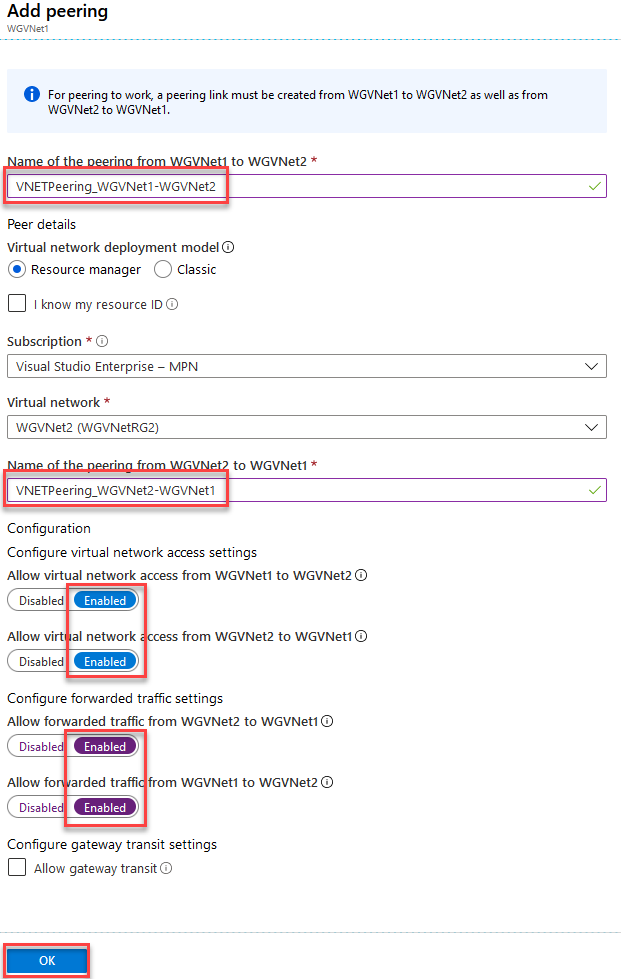 Add peering
WGVNet1
For peering to work, a peering link must be created from WGVNet1 to WGVNet2 as well as from
WGVNet2 to WGVNet1.
Name of the peering from WGVNet1 to WGVNet2 *
VNETPeering_WGVNet1-WGVNet2
Peer details
Virtual network deployment model
Resource manager Classic
I know my resource ID
Subscription *
Visual Studio Enterprise – MPN
Virtual network *
WGVNet2 (WGVNetRG2)
Name of the peering from WGVNet2 to WGVNet1 *
VNETPeering_WGVNet2-WGVNet1
Configuration
Configure virtual network access settings
Allow virtual network access from WGVNet1 to WGVNet2
Disabled Enabled
Allow virtual network access from WGVNet2 to WGVNet1
Disabled Enabled
Configure forwarded traffic settings
Allow forwarded traffic from WGVNet2 to WGVNet1
Disabled Enabled
Allow forwarded traffic from WGVNet1 to WGVNet2
Disabled Enabled
Configure gateway transit settings
Allow gateway transit
OK